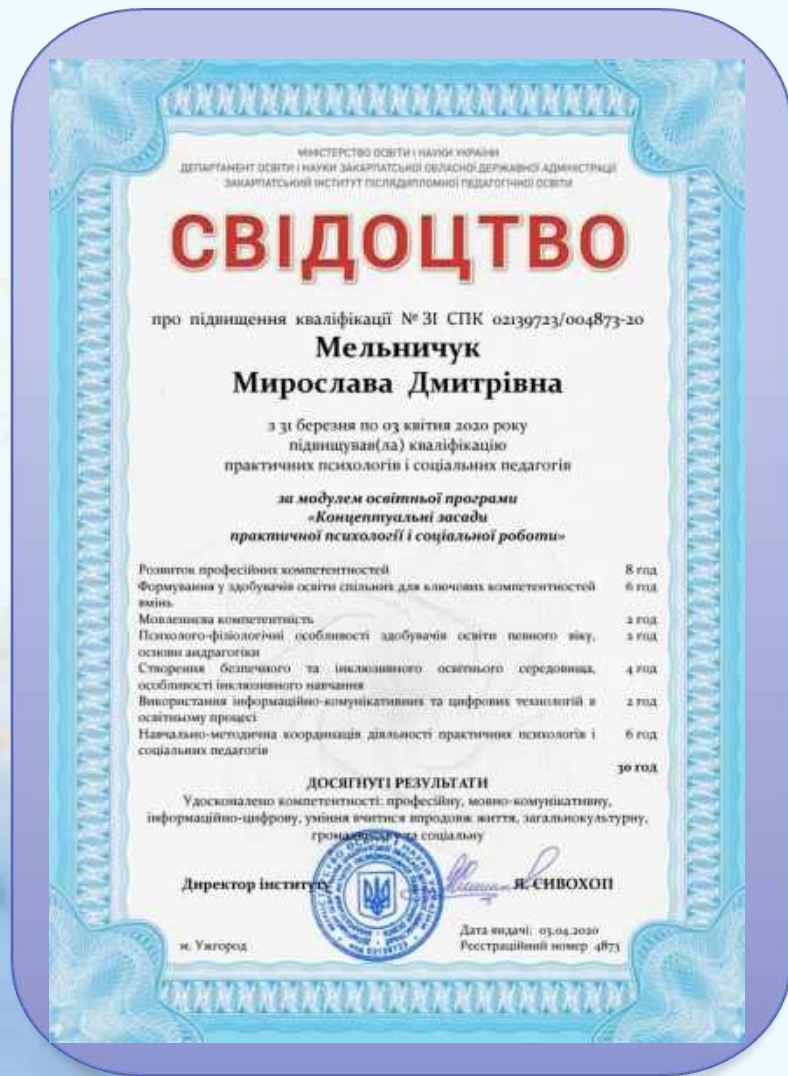 МІНІСТЕРСТВО ОСВІТИ І НАУКИ УКРАЇНИ
ДЕПАРТАМЕНТ ОСВІТИ І НАУКИ ЗАКАРПАТСЬКОЇ ОБЛАСНОЇ ДЕРЖАВНОЇ АДМІНІСТРАЦІЇ
ЗАКАРПАТСЬКИЙ ІНСТИТУТ ПІСЛЯДИПЛОМНОЇ ПЕДАГОГІЧНОЇ ОСВІТИ
СВІДОЦТВО
про підвищення кваліфікації № ЗІ СПК 02139723/004873-20
Мельничук
Мирослава Дмитрівна
з 31 березня по 03 квітня 2020 року
підвищував(ла) кваліфікацію
практичних психологів і соціальних педагогів
за модулем освітньої програми
«Концептуальні засади
практичної психології і соціальної роботи»
Розвиток професійних компетентностей 8 год
Формування у здобувачів освіти спільних для ключових компетентностей 6 год
вмінь
Мовленнєва компетентність 2 год
Психолого-фізіологічні особливості здобувачів освіти певного віку, 2 год
основи андрагогіки
Створення безпечного та інклюзивного освітнього середовища, 4 год
особливості інклюзивного навчання
Використання інформаційно-комунікативних та цифрових технологій в 2 год
освітньому процесі
Навчально-методична координація діяльності практичних психологів і 6 год
соціальних педагогів
30 год
ДОСЯГНУТІ РЕЗУЛЬТАТИ
Удосконалено компетентності: професійну, мовно-комунікативну,
інформаційно-цифрову, уміння вчитися впродовж життя, загальнокультурну,
громадянську та соціальну
Директор інституту Я. СИВОХОП
м. Ужгород
Дата видачі: 03.04.2020
Реєстраційний номер 4873